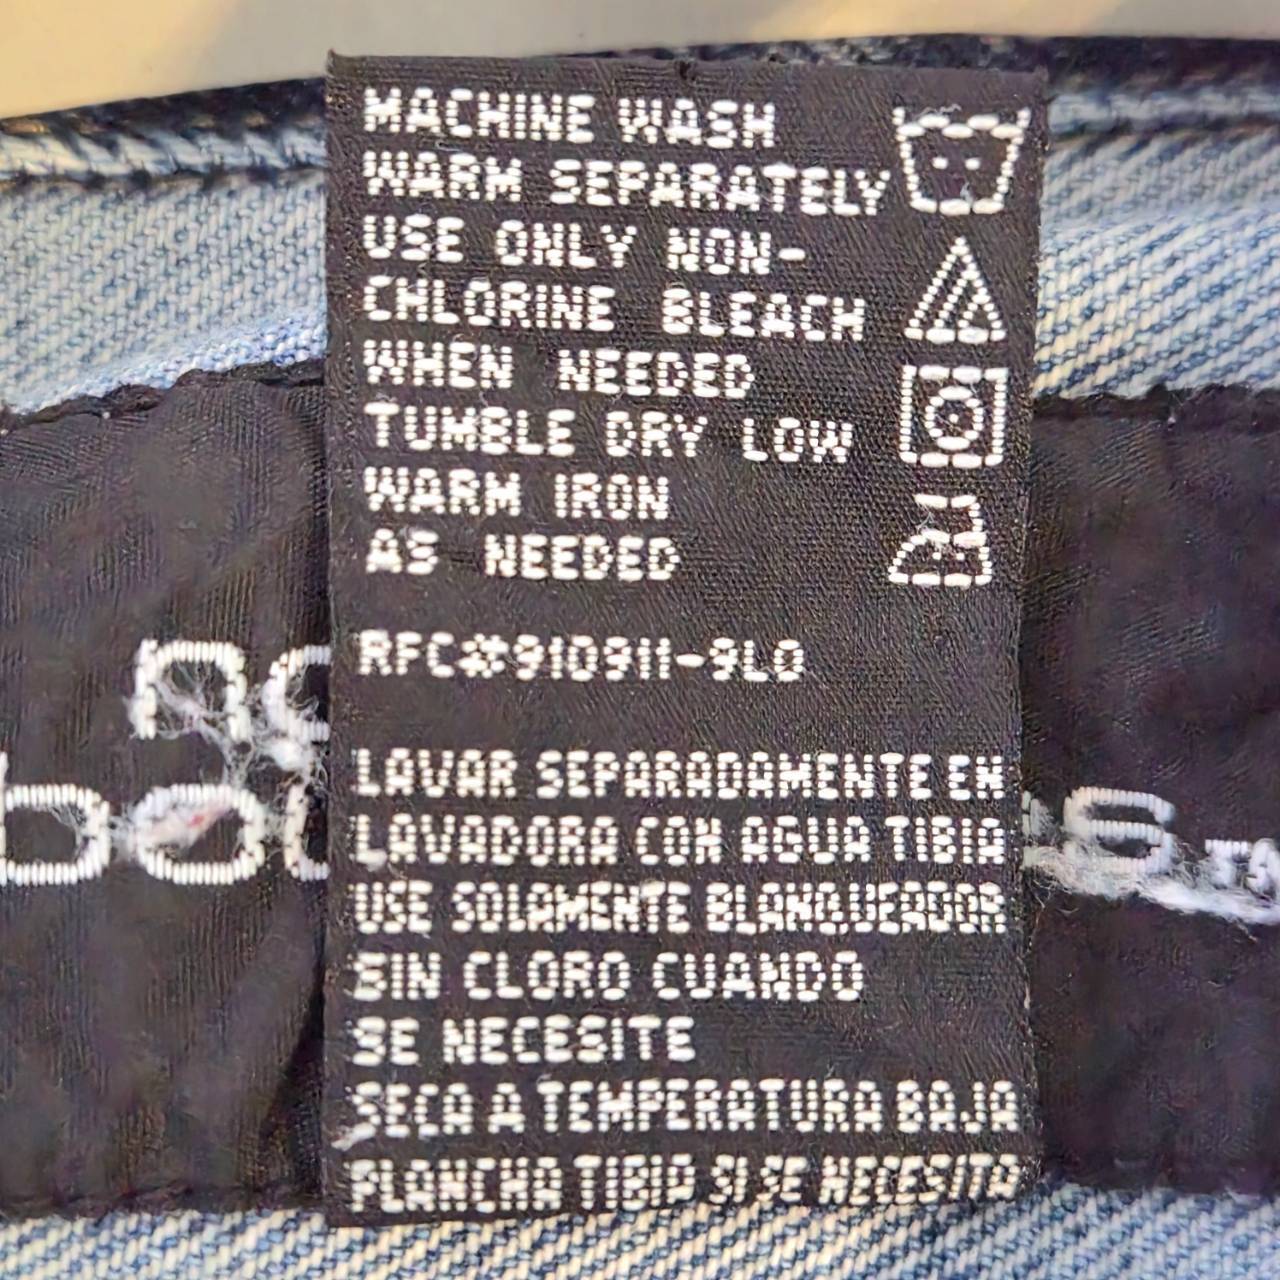 MACHINE WASH
WARM SEPARATELY
USE ONLY NON-
CHLORINE BLEACH
WHEN NEEDED
TUMBLE DRY LOW
WARM IRON
AS NEEDED
RFC#910911-9L0
LAVAR SEPARADAMENTE EN
LAVADORA CON AGUA TIBIA
USE SOLAMENTE BLANQUEADOR
SIN CLORO CUANDO
SE NECESITE
SECA A TEMPERATURA BAJA
PLANCHA TIBIA SI SE NECESITA